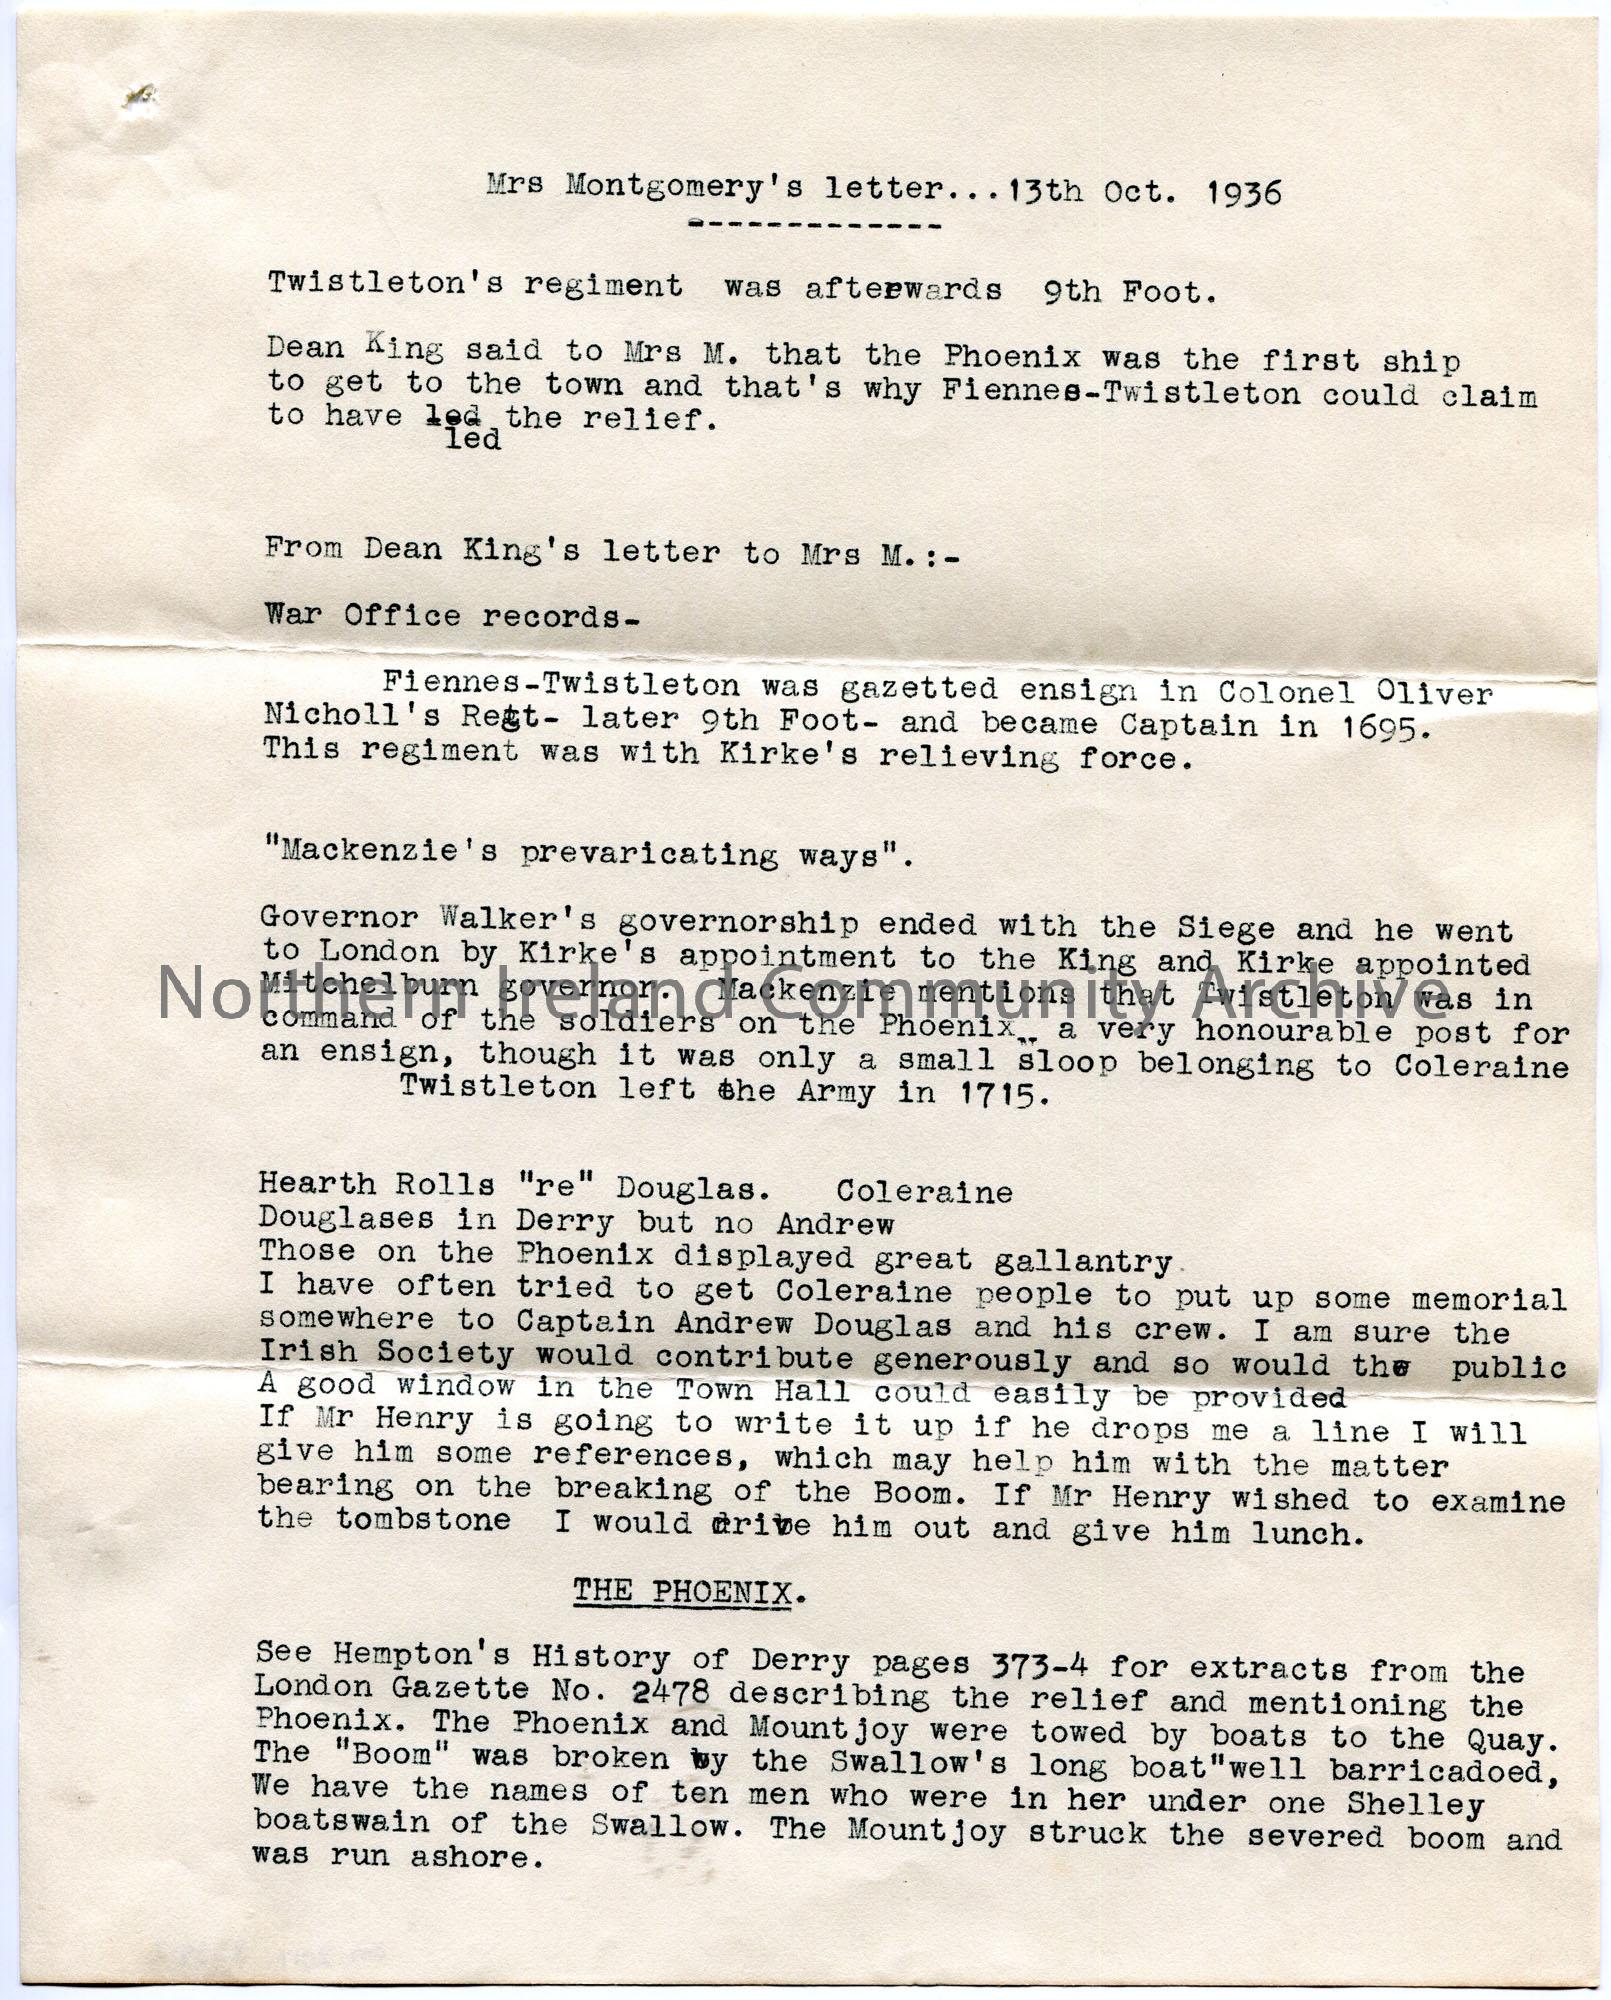 Mrs Montgomery's letter...13th Oct. 1936
-------------
Twistleton's regiment was afterwards 9th Foot.
Dean King said to Mrs M. that the Phoenix was the first ship
to get to the town and that's why Fiennes-Twistleton could claim
to have led the relief.
led
From Dean King's letter to Mrs M.:-
War Office records-
Fiennes-Twistleton was gazetted ensign in Colonel Oliver
Nicholl's Regt- later 9th Foot- and became Captain in 1695.
This regiment was with Kirke's relieving force.
"Mackenzie's prevaricating ways".
Governor Walker's governorship ended with the Siege and he went
to London by Kirke's appointment to the King and Kirke appointed
Mitchelburn governor. Mackenzie mentions that Twistleton was in
Northern Ireland Community Archive
command of the soldiers on the Phoenix,, a very honourable post for
an ensign, though it was only a small sloop belonging to Coleraine
Twistleton left the Army in 1715.
Hearth Rolls "re" Douglas. Coleraine
Douglases in Derry but no Andrew
Those on the Phoenix displayed great gallantry.
I have often tried to get Coleraine people to put up some memorial
somewhere to Captain Andrew Douglas and his crew. I am sure the
Irish Society would contribute generously and so would the public
A good window in the Town Hall could easily be provided
If Mr Henry is going to write it up if he drops me a line I will
give him some references, which may help him with the matter
bearing on the breaking of the Boom. If Mr Henry wished to examine
the tombstone I would drive him out and give him lunch.
THE PHOENIX.
See Hempton's History of Derry pages 373-4 for extracts from the
London Gazette No. 2478 describing the relief and mentioning the
Phoenix. The Phoenix and Mountjoy were towed by boats to the Quay.
The "Boom" was broken by the Swallow's long boat"well barricadoed,
We have the names of ten men who were in her under one Shelley
boatswain of the Swallow. The Mountjoy struck the severed boom and
was run ashore.